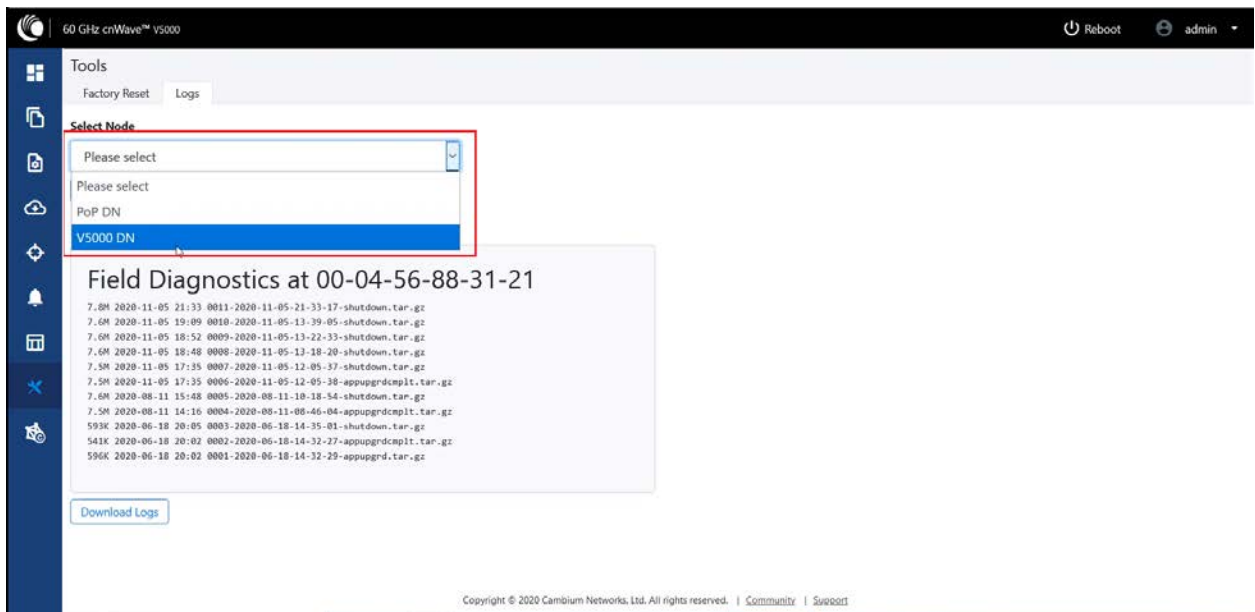 60 GHz cnWave™ V5000
Reboot
admin
Tools
Factory Reset Logs
Select Node
Please select
Please select
PoP DN
V5000 DN
Field Diagnostics at 00-04-56-88-31-21
7.8M 2020-11-05 21:33 0011-2020-11-05-21-33-17-shutdown.tar.gz
7.6M 2020-11-05 19:09 0010-2020-11-05-13-39-05-shutdown.tar.gz
7.6M 2020-11-05 18:52 0009-2020-11-05-13-22-33-shutdown.tar.gz
7.6M 2020-11-05 18:48 0008-2020-11-05-13-18-20-shutdown.tar.gz
7.5M 2020-11-05 17:35 0007-2020-11-05-12-05-37-shutdown.tar.gz
7.5M 2020-11-05 17:35 0006-2020-11-05-12-05-38-appupgrdcmplt.tar.gz
7.6M 2020-08-11 15:48 0005-2020-08-11-10-18-54-shutdown.tar.gz
7.5M 2020-08-11 14:16 0004-2020-08-11-08-46-04-appupgrdcmplt.tar.gz
593K 2020-06-18 20:05 0003-2020-06-18-14-35-01-shutdown.tar.gz
541K 2020-06-18 20:02 0002-2020-06-18-14-32-27-appupgrdcmplt.tar.gz
596K 2020-06-18 20:02 0001-2020-06-18-14-32-29-appupgrd.tar.gz
Download Logs
Copyright © 2020 Cambium Networks, Ltd. All rights reserved. | Community | Support